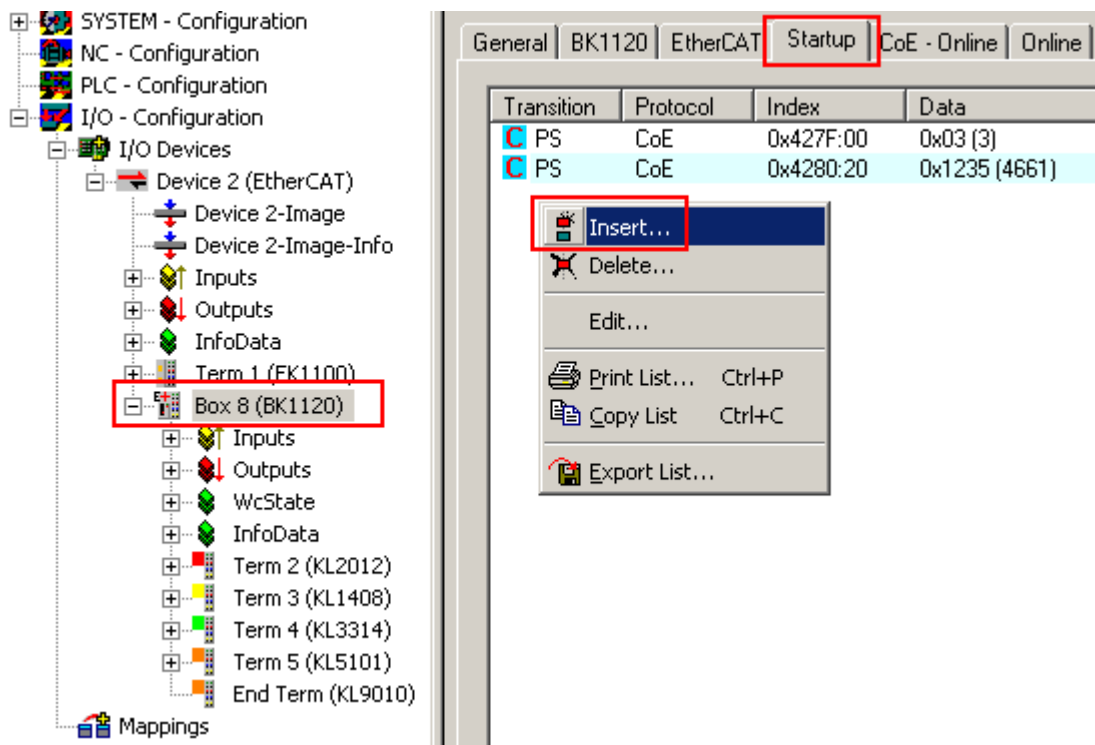 SYSTEM - Configuration
NC - Configuration
PLC - Configuration
I/O - Configuration
I/O Devices
Device 2 (EtherCAT)
Device 2-Image
Device 2-Image-Info
Inputs
Outputs
InfoData
Term 1 (EK1100)
Box 8 (BK1120)
Inputs
Outputs
WcState
InfoData
Term 2 (KL2012)
Term 3 (KL1408)
Term 4 (KL3314)
Term 5 (KL5101)
End Term (KL9010)
Mappings
General BK1120 EtherCAT Startup CoE - Online Online
Transition Protocol Index Data
C PS CoE 0x427F:00 0x03 (3)
C PS CoE 0x4280:20 0x1235 (4661)
Insert...
Delete...
Edit...
Print List... Ctrl+P
Copy List Ctrl+C
Export List...